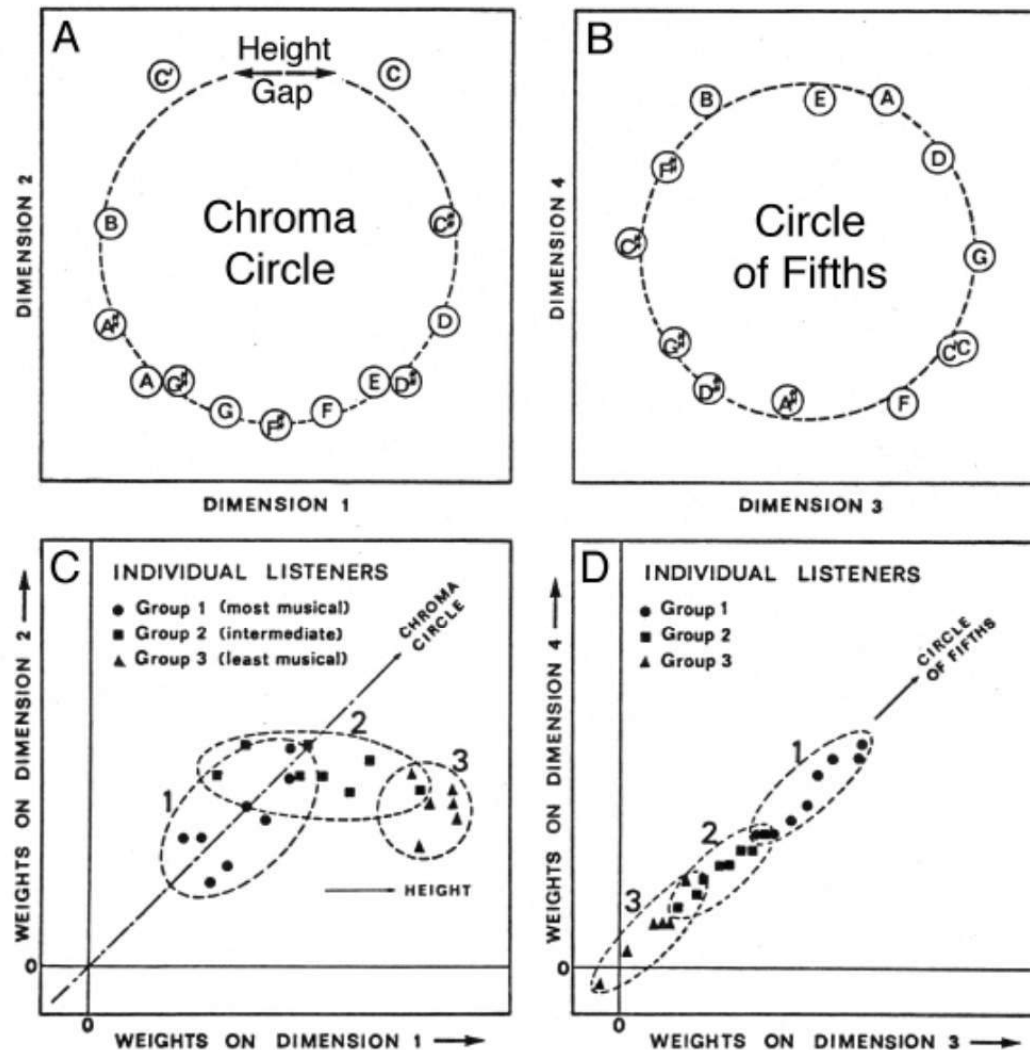 A
Height
Gap
C'
C
B
C#
Chroma
Circle
A#
D
A
G#
G
F#
F
E
D#
DIMENSION 2
DIMENSION 1
B
B
E
A
F#
D
C#
Circle
of Fifths
G
G#
C'
C
D#
A#
F
DIMENSION 4
DIMENSION 3
C
INDIVIDUAL LISTENERS
Group 1 (most musical)
Group 2 (intermediate)
Group 3 (least musical)
CHROMA
CIRCLE
1
2
3
HEIGHT
0
0
WEIGHTS ON DIMENSION 2
WEIGHTS ON DIMENSION 1
D
INDIVIDUAL LISTENERS
Group 1
Group 2
Group 3
CIRCLE
OF FIFTHS
1
2
3
0
0
WEIGHTS ON DIMENSION 4
WEIGHTS ON DIMENSION 3